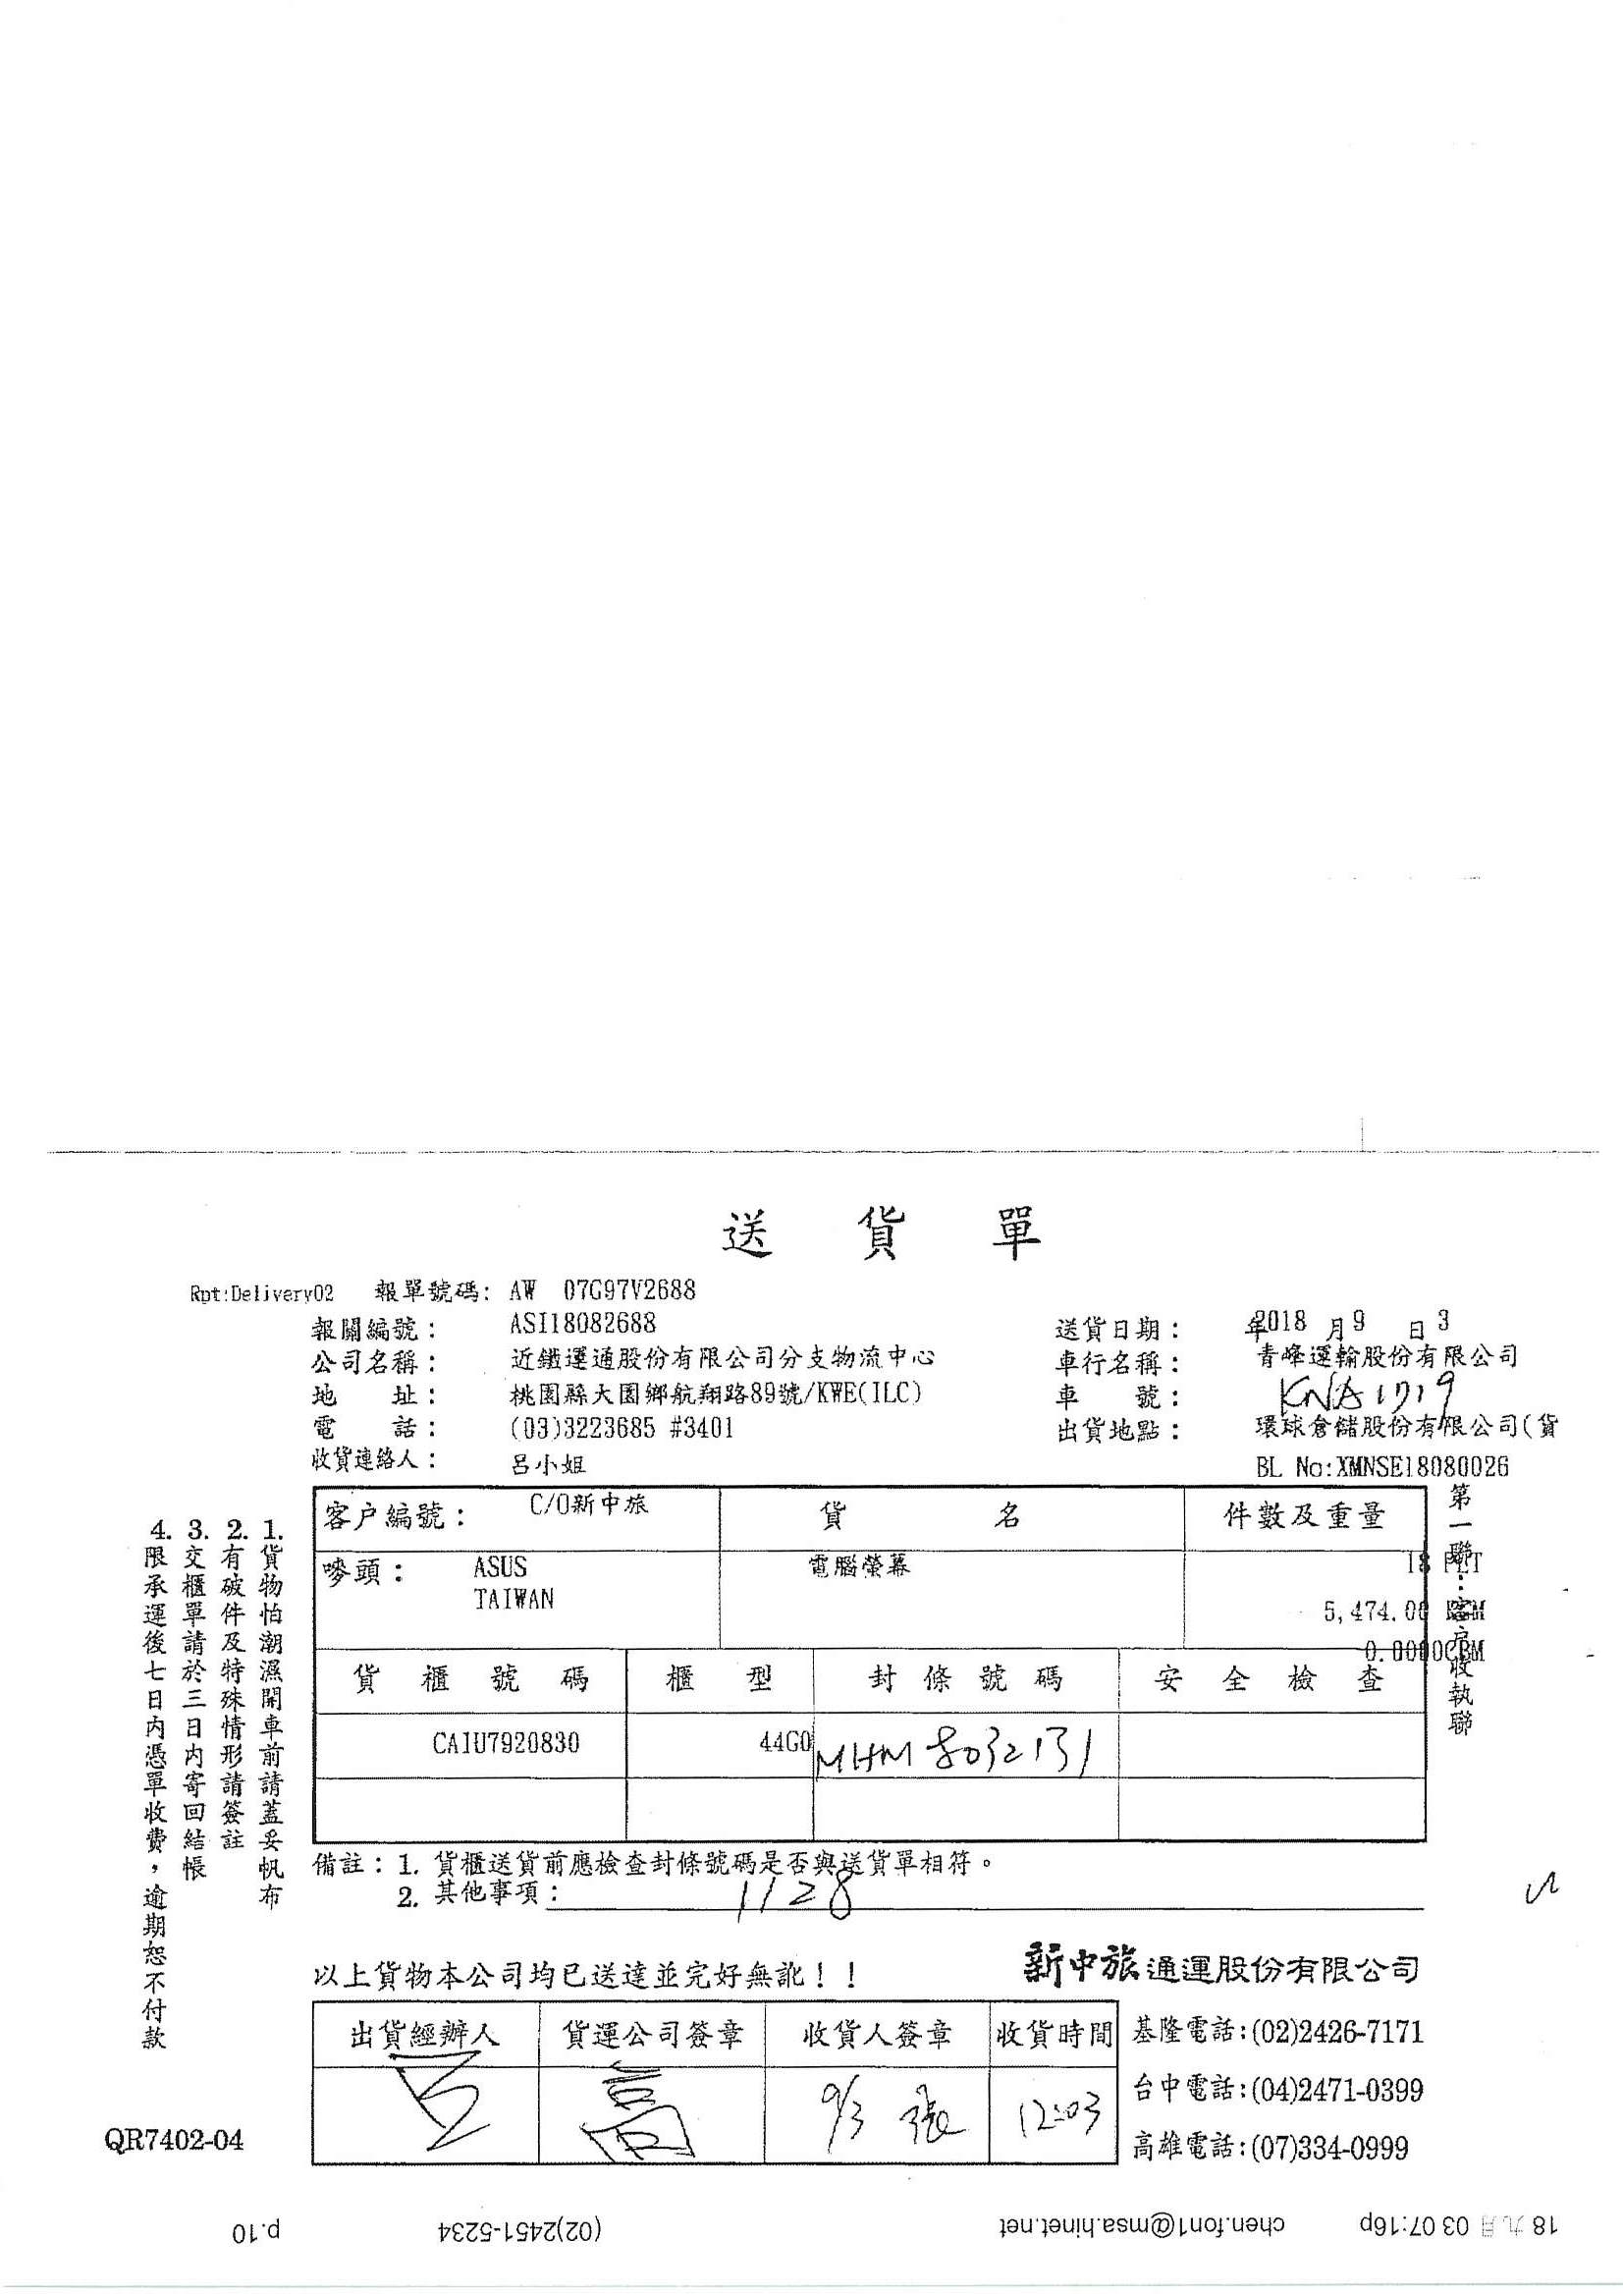 送 貨 單
Rpt:Delivery02 報單號碼: AW 07G97V2688
報關編號: ASI18082688
送貨日期: 年2018 月9 日3
公司名稱: 近鐵運通股份有限公司分支物流中心
車行名稱: 青峰運輸股份有限公司
地 址: 桃園縣大園鄉航翔路89號/KWE(ILC)
車 號: KNA1719
電 話: (03)3223685 #3401
出貨地點: 環球倉儲股份有限公司(貨
收貨連絡人: 呂小姐
BL No:XMNSE18080026
客戶編號: C/O新中旅
貨 名
件數及重量
嘜頭: ASUS
TAIWAN
電腦螢幕
5,474.00
0.0000CBM
貨櫃號碼 櫃型 封條號碼 安全檢查
CAIU7920830 44G0 MHM8032131
備註:1. 貨櫃送貨前應檢查封條號碼是否與送貨單相符。
2. 其他事項: 1128
以上貨物本公司均已送達並完好無訛!!
新中旅通運股份有限公司
出貨經辦人 貨運公司簽章 收貨人簽章 收貨時間
高 9/3 張 12:03
基隆電話:(02)2426-7171
台中電話:(04)2471-0399
高雄電話:(07)334-0999
1.貨物怕潮濕開車前請蓋妥帆布
2.有破件及特殊情形請簽註
3.交櫃單請於三日內寄回結帳
4.限承運後七日內憑單收費,逾期恕不付款
第一聯:客戶收執聯
QR7402-04
18 九月 03 07:16p chen.fon1@msa.hinet.net (02)2451-5234 p.10